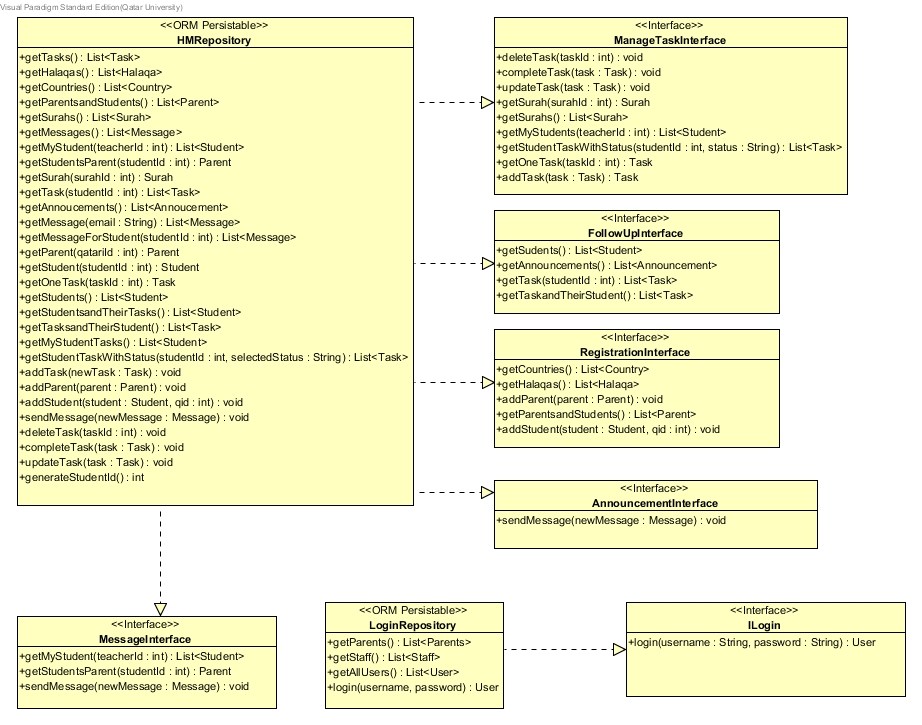 Visual Paradigm Standard Edition(Qatar University)
<<ORM Persistable>>
HMRepository
+getTasks() : List<Task>
+getHalaqas() : List<Halaqa>
+getCountries() : List<Country>
+getParentsandStudents() : List<Parent>
+getSurahs() : List<Surah>
+getMessages() : List<Message>
+getMyStudent(teacherId : int) : List<Student>
+getStudentsParent(studentId : int) : Parent
+getSurah(surahId : int) : Surah
+getTask(studentId : int) : List<Task>
+getAnnoucements() : List<Annoucement>
+getMessage(email : String) : List<Message>
+getMessageForStudent(studentId : int) : List<Message>
+getParent(qatariId : int) : Parent
+getStudent(studentId : int) : Student
+getOneTask(taskId : int) : Task
+getStudents() : List<Student>
+getStudentsandTheirTasks() : List<Student>
+getTasksandTheirStudent() : List<Task>
+getMyStudentTasks() : List<Student>
+getStudentTaskWithStatus(studentId : int, selectedStatus : String) : List<Task>
+addTask(newTask : Task) : void
+addParent(parent : Parent) : void
+addStudent(student : Student, qid : int) : void
+sendMessage(newMessage : Message) : void
+deleteTask(taskId : int) : void
+completeTask(task : Task) : void
+updateTask(task : Task) : void
+generateStudentId() : int
<<Interface>>
ManageTaskInterface
+deleteTask(taskId : int) : void
+completeTask(task : Task) : void
+updateTask(task : Task) : void
+getSurah(surahId : int) : Surah
+getSurahs() : List<Surah>
+getMyStudents(teacherId : int) : List<Student>
+getStudentTaskWithStatus(studentId : int, status : String) : List<Task>
+getOneTask(taskId : int) : Task
+addTask(task : Task) : Task
<<Interface>>
FollowUpInterface
+getSudents() : List<Student>
+getAnnouncements() : List<Announcement>
+getTask(studentId : int) : List<Task>
+getTaskandTheirStudent() : List<Task>
<<Interface>>
RegistrationInterface
+getCountries() : List<Country>
+getHalaqas() : List<Halaqa>
+addParent(parent : Parent) : void
+getParentsandStudents() : List<Parent>
+addStudent(student : Student, qid : int) : void
<<Interface>>
AnnouncementInterface
+sendMessage(newMessage : Message) : void
<<Interface>>
MessageInterface
+getMyStudent(teacherId : int) : List<Student>
+getStudentsParent(studentId : int) : Parent
+sendMessage(newMessage : Message) : void
<<ORM Persistable>>
LoginRepository
+getParents() : List<Parents>
+getStaff() : List<Staff>
+getAllUsers() : List<User>
+login(username, password) : User
<<Interface>>
ILogin
+login(username : String, password : String) : User